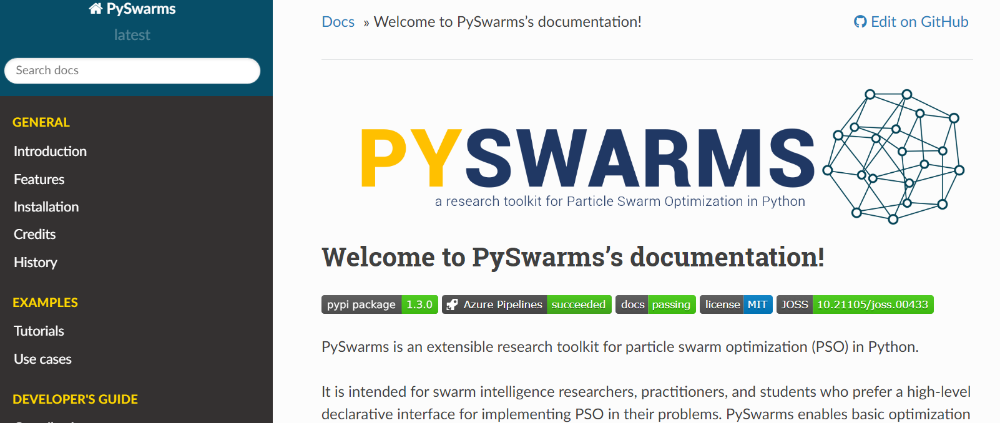 PySwarms
latest
Search docs
GENERAL
Introduction
Features
Installation
Credits
History
EXAMPLES
Tutorials
Use cases
DEVELOPER'S GUIDE
Docs » Welcome to PySwarms’s documentation!
Edit on GitHub
PYSWARMS
a research toolkit for Particle Swarm Optimization in Python
Welcome to PySwarms’s documentation!
pypi package 1.3.0 Azure Pipelines succeeded docs passing license MIT JOSS 10.21105/joss.00433
PySwarms is an extensible research toolkit for particle swarm optimization (PSO) in Python.
It is intended for swarm intelligence researchers, practitioners, and students who prefer a high-level
declarative interface for implementing PSO in their problems. PySwarms enables basic optimization